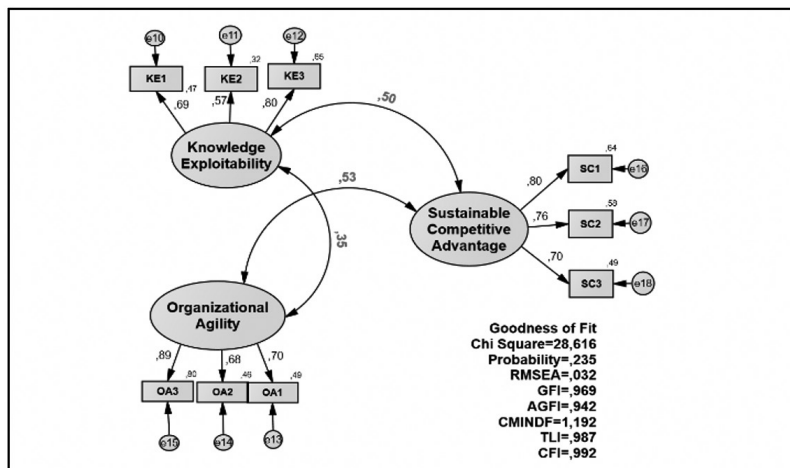 e10
e11
e12
KE1
,47
KE2
,32
KE3
,65
,69
,57
,80
,50
Knowledge
Exploitability
,53
,35
,64
SC1
e16
,80
,58
SC2
e17
,76
,49
SC3
e18
,70
Sustainable
Competitive
Advantage
Organizational
Agility
,89
,68
,70
OA3
,80
OA2
,46
OA1
,49
e15
e14
e13
Goodness of Fit
Chi Square=28,616
Probability=,235
RMSEA=,032
GFI=,969
AGFI=,942
CMINDF=1,192
TLI=,987
CFI=,992